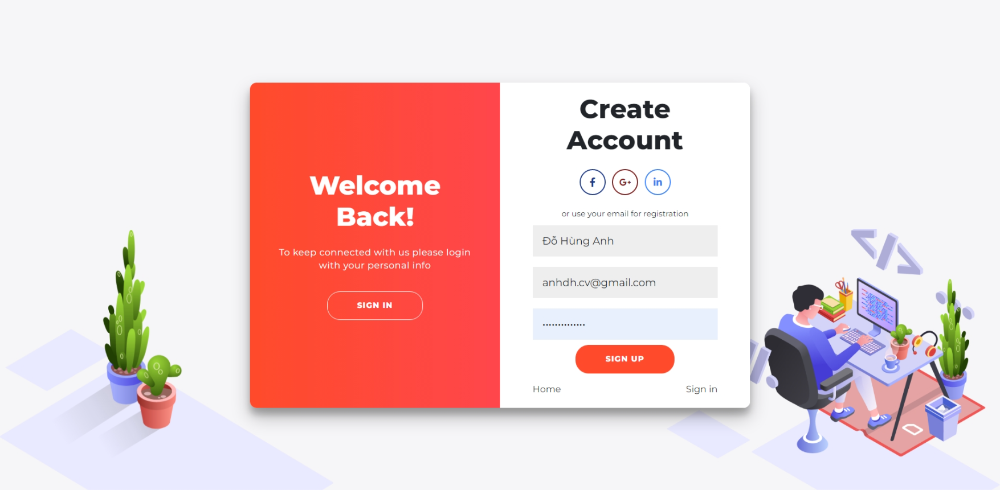 Welcome
Back!
To keep connected with us please login
with your personal info
SIGN IN
Create
Account
f
G+
in
or use your email for registration
Đỗ Hùng Anh
anhdh.cv@gmail.com
••••••••••••••
SIGN UP
Home
Sign in